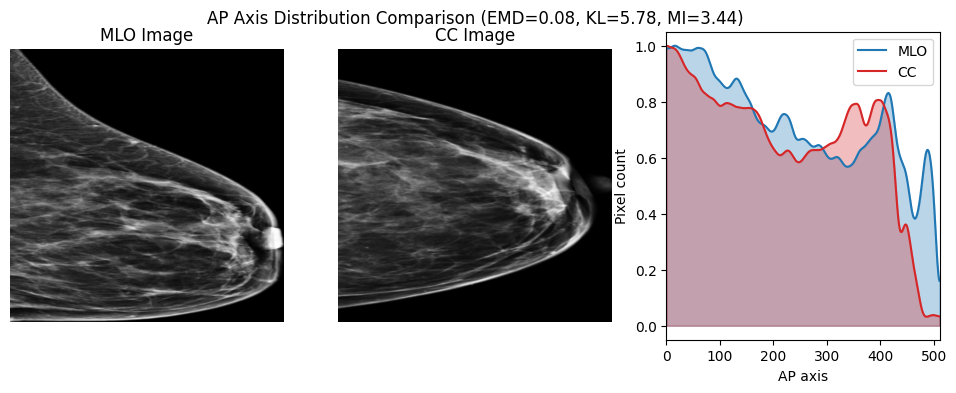 AP Axis Distribution Comparison (EMD=0.08, KL=5.78, MI=3.44)
MLO Image
CC Image
MLO
CC
Pixel count
1.0
0.8
0.6
0.4
0.2
0.0
0 100 200 300 400 500
AP axis